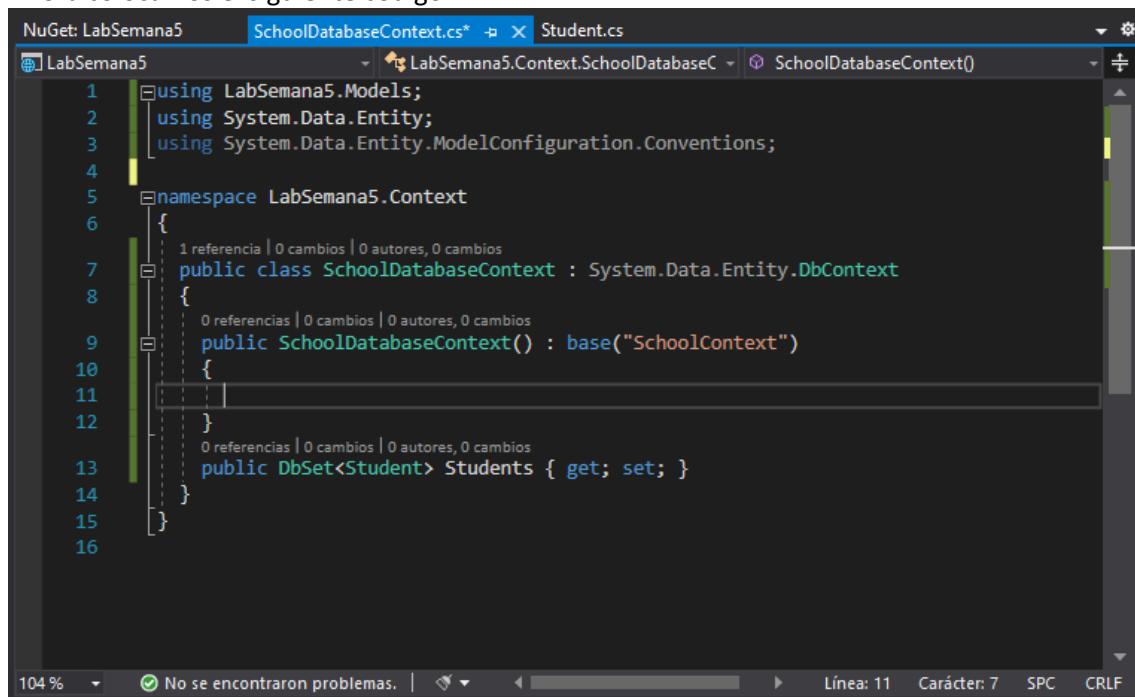 NuGet: LabSemana5 SchoolDatabaseContext.cs* Student.cs
LabSemana5 LabSemana5.Context.SchoolDatabaseC SchoolDatabaseContext()
1 using LabSemana5.Models;
2 using System.Data.Entity;
3 using System.Data.Entity.ModelConfiguration.Conventions;
4
5 namespace LabSemana5.Context
6 {
1 referencia | 0 cambios | 0 autores, 0 cambios
7 public class SchoolDatabaseContext : System.Data.Entity.DbContext
8 {
0 referencias | 0 cambios | 0 autores, 0 cambios
9 public SchoolDatabaseContext() : base("SchoolContext")
10 {
11
12 }
0 referencias | 0 cambios | 0 autores, 0 cambios
13 public DbSet<Student> Students { get; set; }
14 }
15 }
16
104 % No se encontraron problemas. Línea: 11 Carácter: 7 SPC CRLF